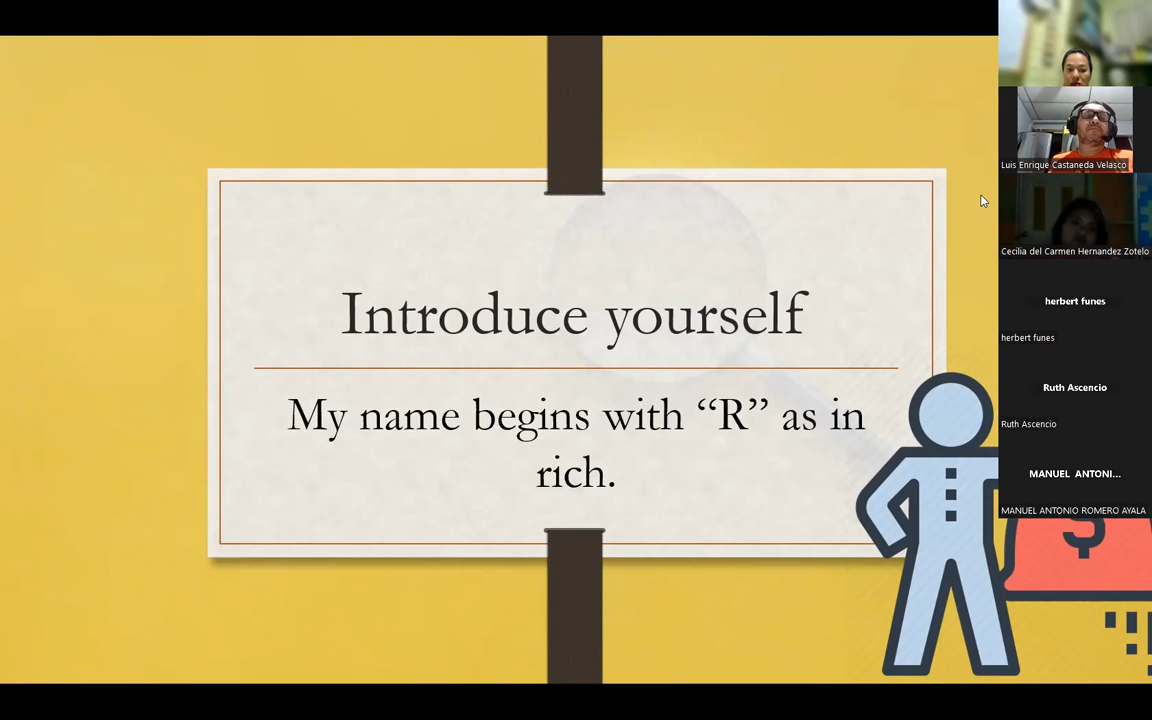 Introduce yourself
My name begins with “R” as in
rich.
Luis Enrique Castaneda Velasco
Cecilia del Carmen Hernandez Zotelo
herbert funes
herbert funes
Ruth Ascencio
Ruth Ascencio
MANUEL ANTONI...
MANUEL ANTONIO ROMERO AYALA
$